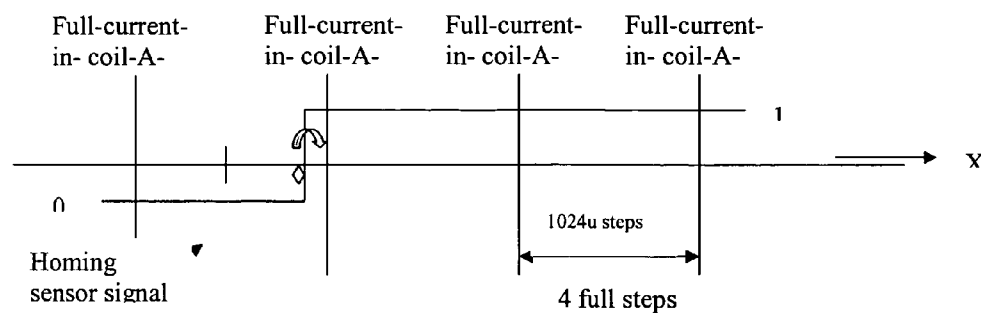 Full-current-
in- coil-A-
Full-current-
in- coil-A-
Full-current-
in- coil-A-
Full-current-
in- coil-A-
1
X
0
1024u steps
Homing
sensor signal
4 full steps